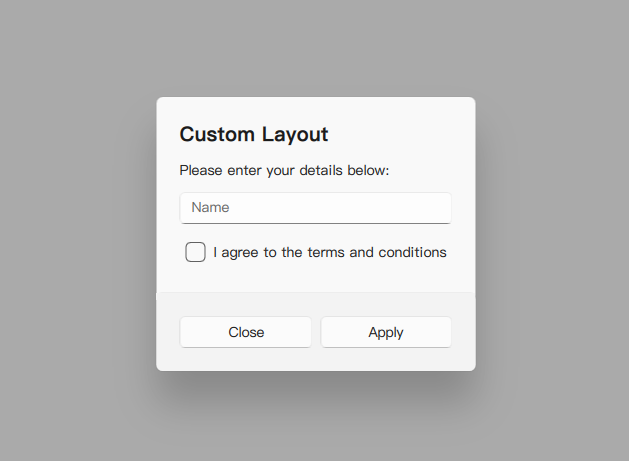 Custom Layout
Please enter your details below:
Name
I agree to the terms and conditions
Close
Apply